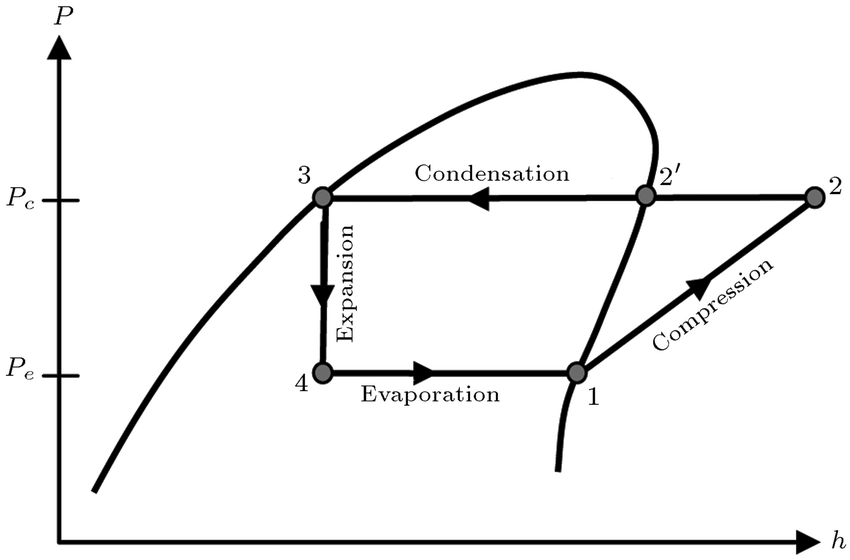 P
3
Condensation
2′
2
P_c
Expansion
Compression
P_e
4
Evaporation
1
h